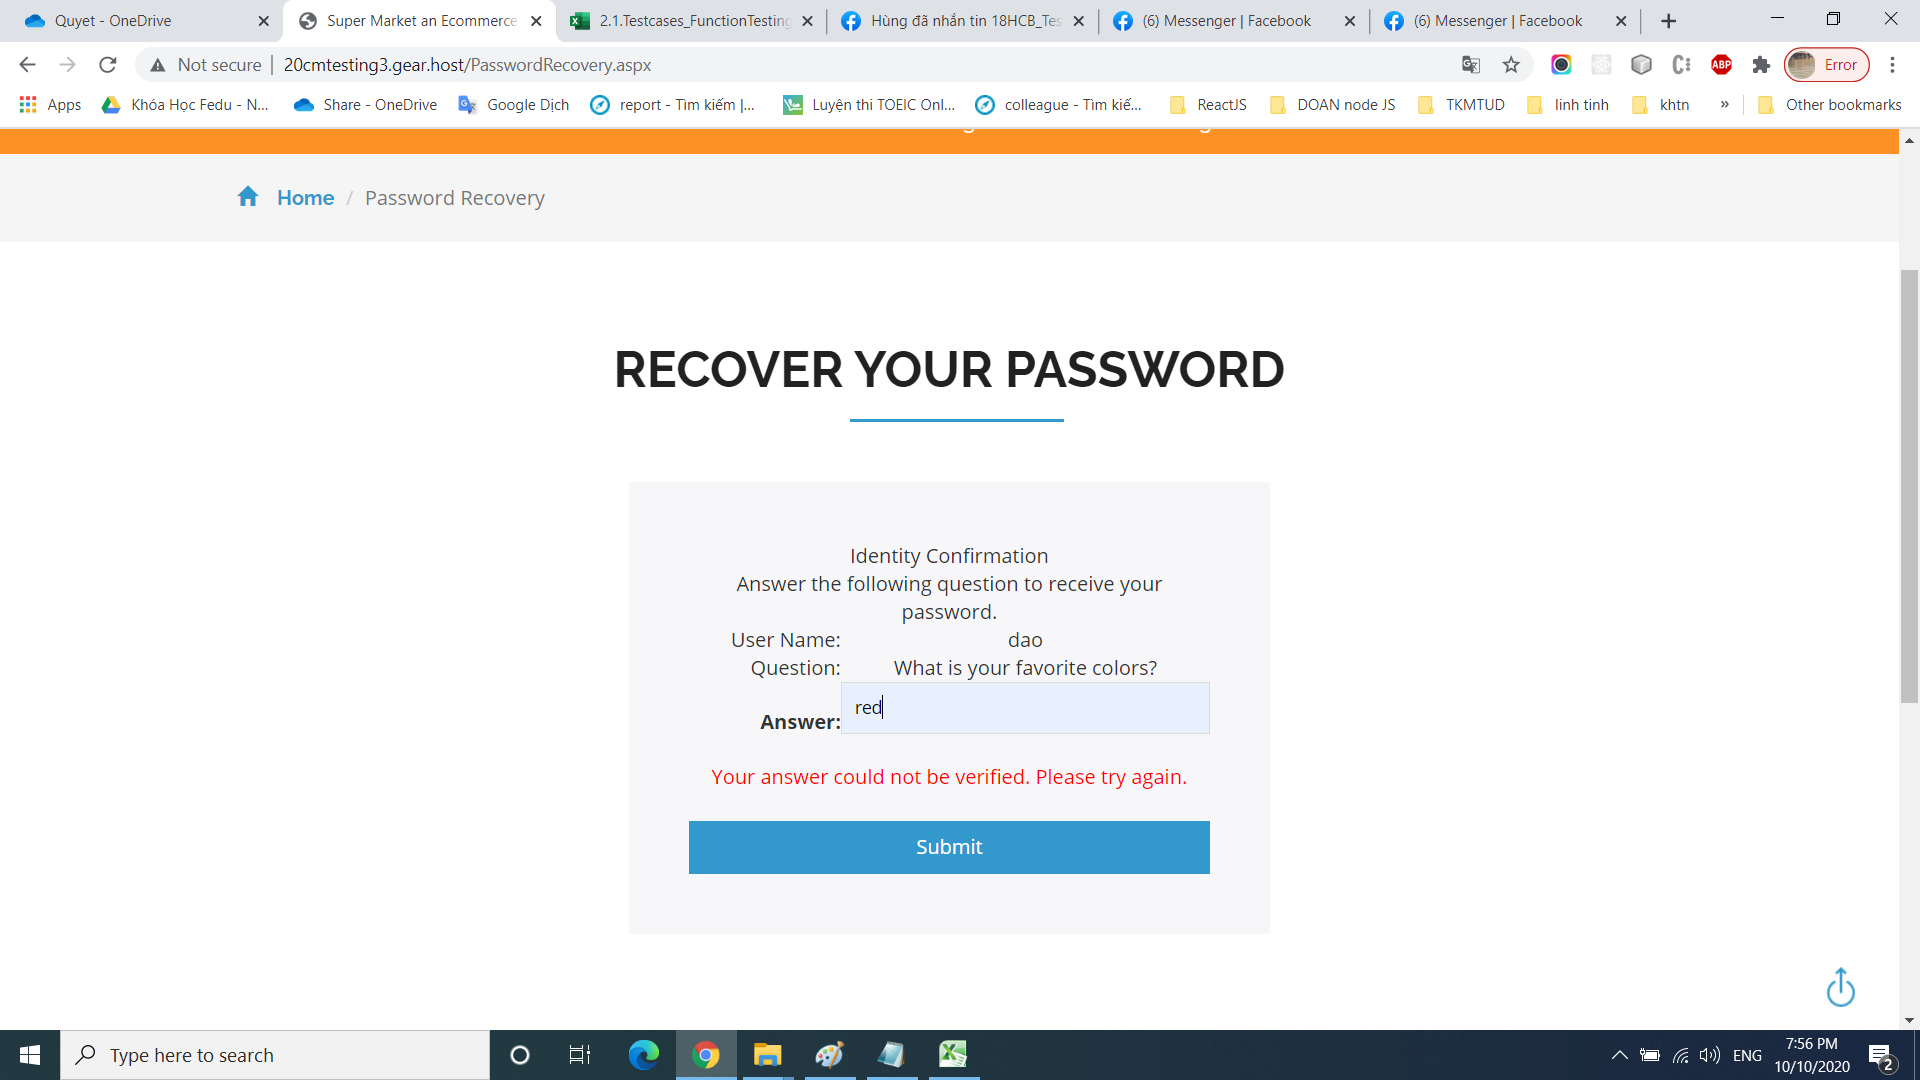 Quyet - OneDrive
Super Market an Ecommerce
2.1.Testcases_FunctionTesting
Hùng đã nhắn tin 18HCB_Tes
(6) Messenger | Facebook
(6) Messenger | Facebook
Not secure
20cmtesting3.gear.host/PasswordRecovery.aspx
ABP
Error
Apps
Khóa Học Fedu - N...
Share - OneDrive
Google Dịch
report - Tìm kiếm |...
Luyện thi TOEIC Onl...
colleague - Tìm kiế...
ReactJS
DOAN node JS
TKMTUD
linh tinh
khtn
»
Other bookmarks
Home / Password Recovery
RECOVER YOUR PASSWORD
Identity Confirmation
Answer the following question to receive your
password.
User Name: dao
Question: What is your favorite colors?
Answer: red
Your answer could not be verified. Please try again.
Submit
Type here to search
ENG
7:56 PM
10/10/2020
2